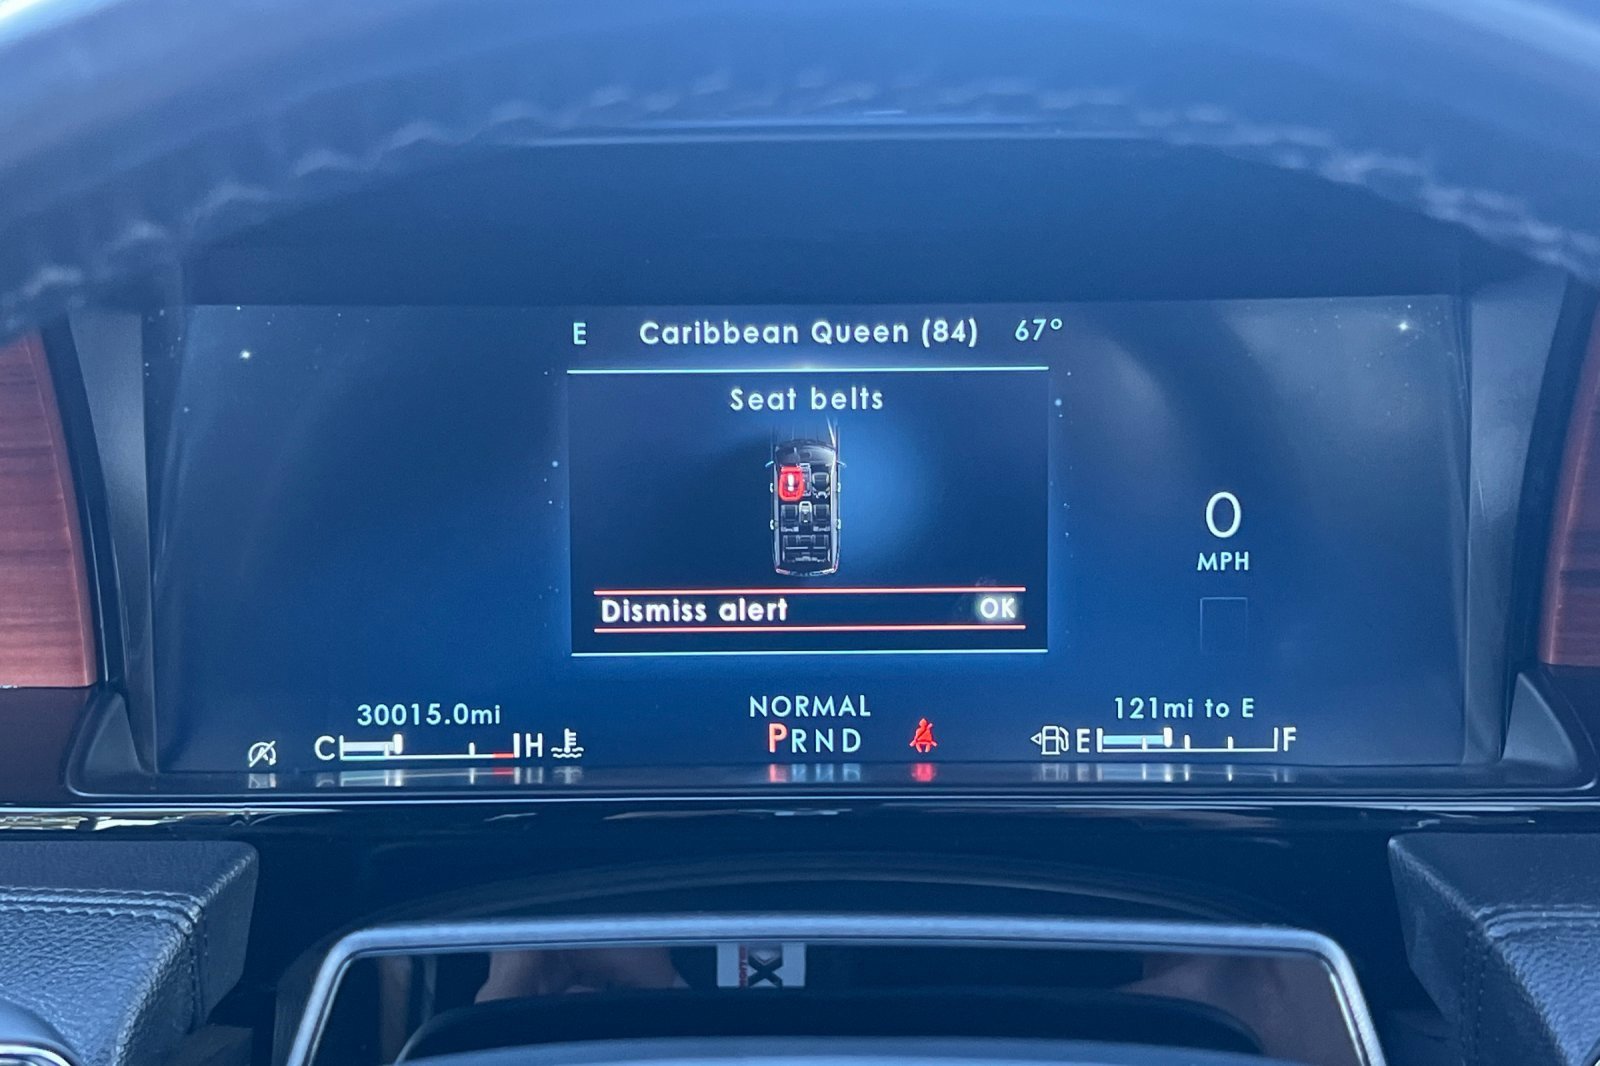 E Caribbean Queen (84) 67°
Seat belts
Dismiss alert OK
0
MPH
30015.0mi
NORMAL
121mi to E
C H
PRND
E F